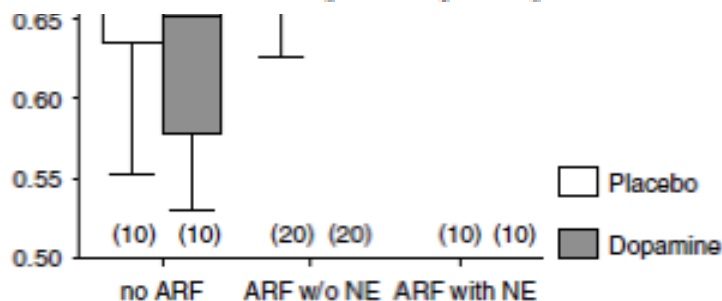 0.65
0.60
0.55
0.50
(10) (10) (20) (20) (10) (10)
no ARF ARF w/o NE ARF with NE
Placebo
Dopamine